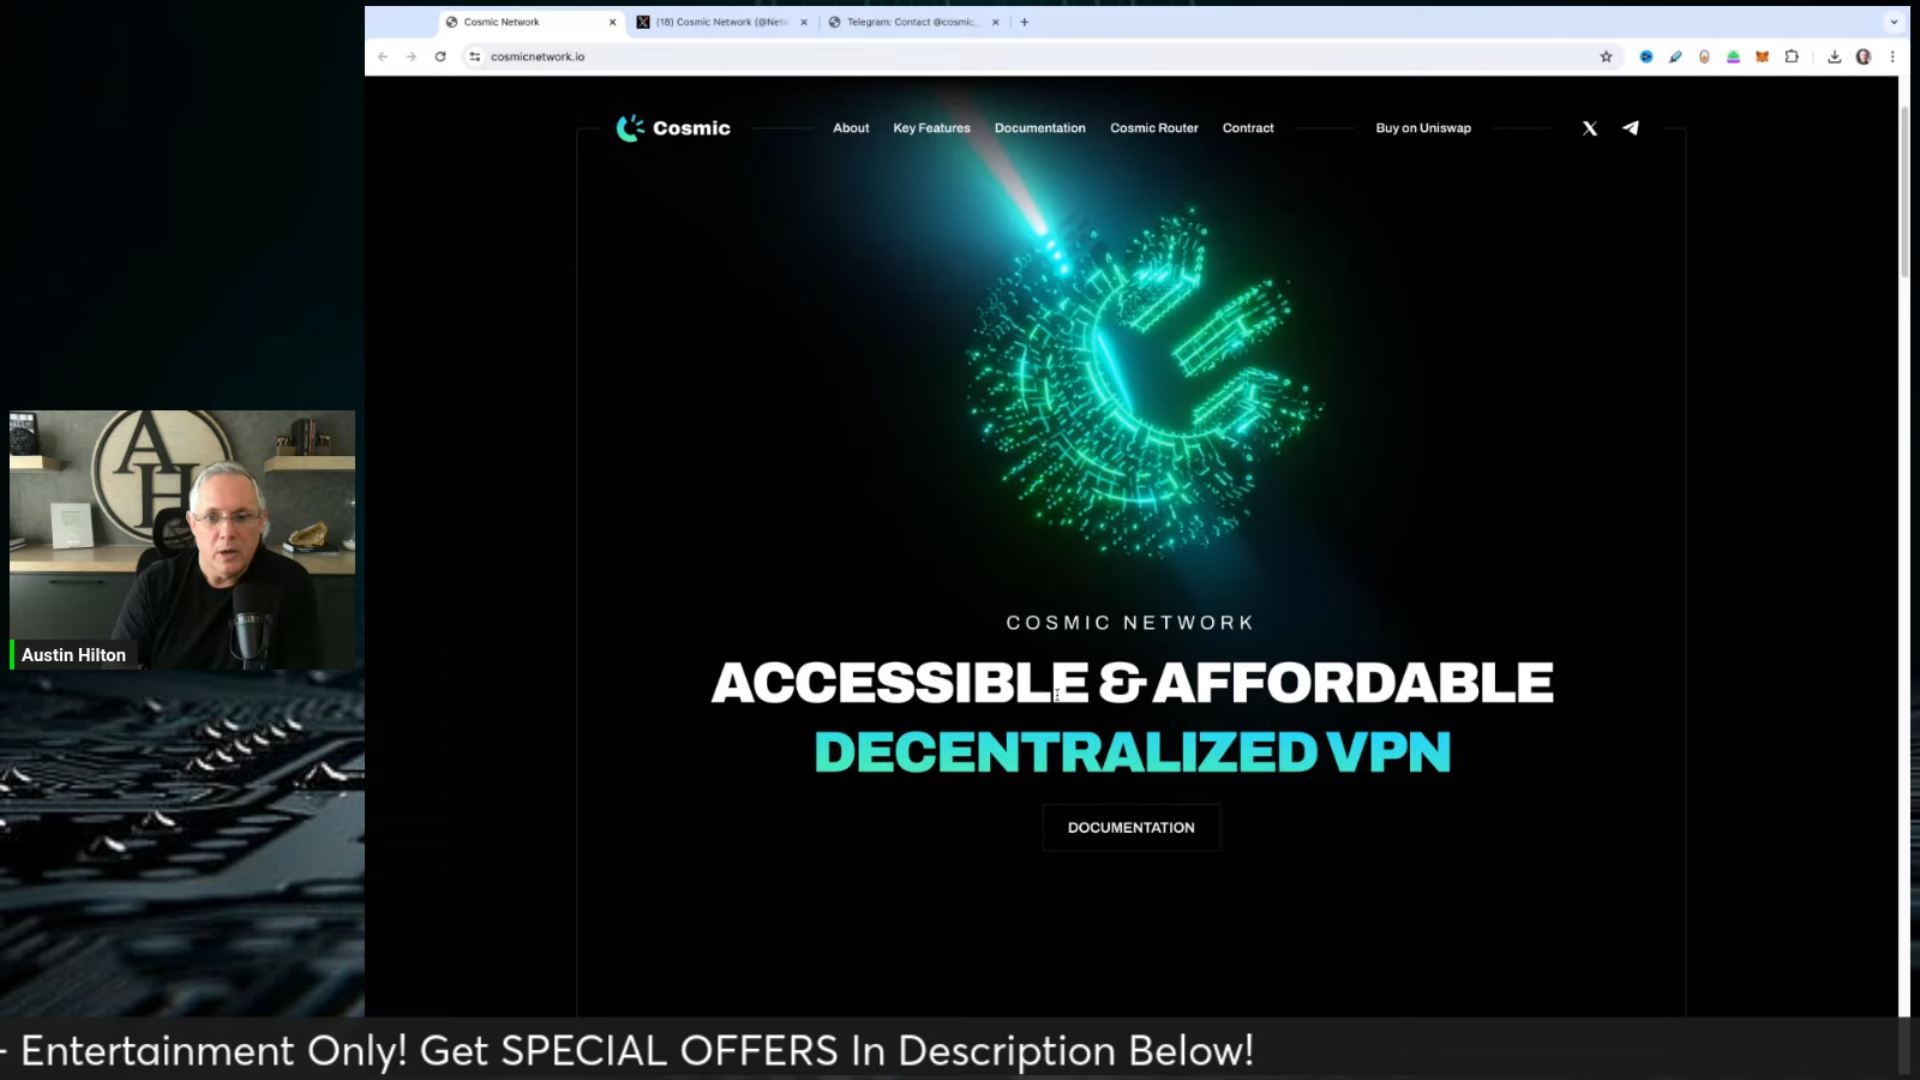 Cosmic Network
(18) Cosmic Network (@Netw
Telegram: Contact @cosmic_
cosmicnetwork.io
Cosmic
About
Key Features
Documentation
Cosmic Router
Contract
Buy on Uniswap
X
AH
Austin Hilton
COSMIC NETWORK
ACCESSIBLE & AFFORDABLE
DECENTRALIZED VPN
DOCUMENTATION
- Entertainment Only! Get SPECIAL OFFERS In Description Below!